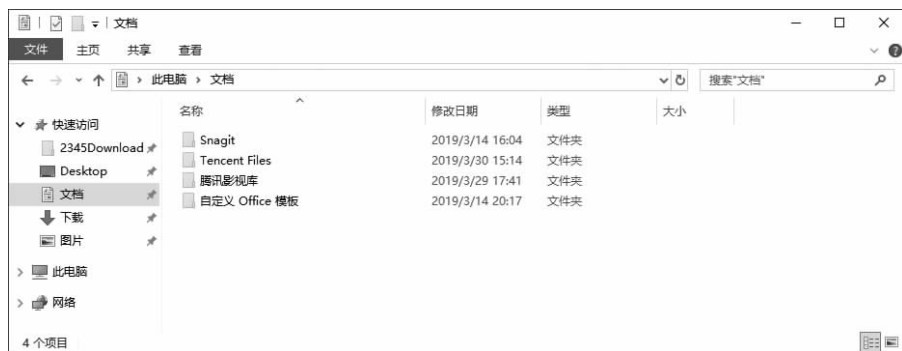 文档
文件 主页 共享 查看
此电脑 › 文档 搜索"文档"
名称 修改日期 类型 大小
快速访问
2345Download
Desktop
文档
下载
图片
此电脑
网络
Snagit 2019/3/14 16:04 文件夹
Tencent Files 2019/3/30 15:14 文件夹
腾讯影视库 2019/3/29 17:41 文件夹
自定义 Office 模板 2019/3/14 20:17 文件夹
4 个项目